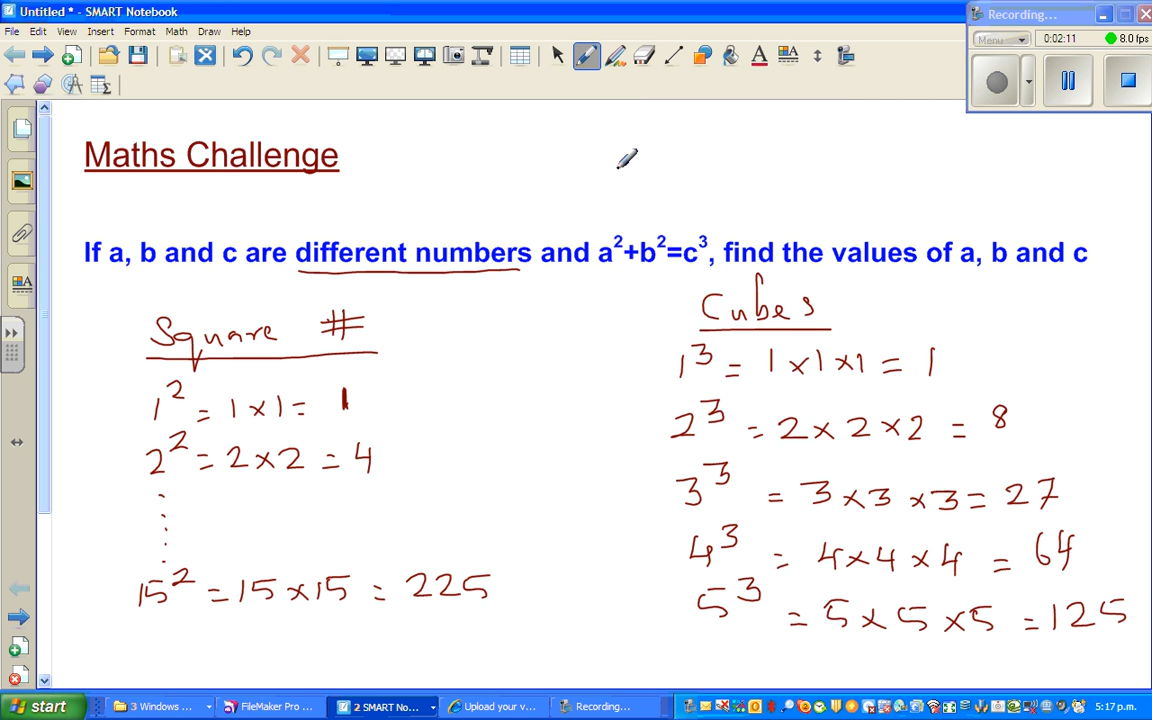 Untitled * - SMART Notebook
Recording...
File Edit View Insert Format Math Draw Help
Menu 0:02:11 8.0 fps
Maths Challenge
If a, b and c are different numbers and a²+b²=c³, find the values of a, b and c
Square #
1² = 1 × 1 = 1
2² = 2 × 2 = 4
15² = 15 × 15 = 225
Cubes
1³ = 1 × 1 × 1 = 1
2³ = 2 × 2 × 2 = 8
3³ = 3 × 3 × 3 = 27
4³ = 4 × 4 × 4 = 64
5³ = 5 × 5 × 5 = 125
start 3 Windows ... FileMaker Pro ... 2 SMART No... Upload your v... Recording... 5:17 p.m.